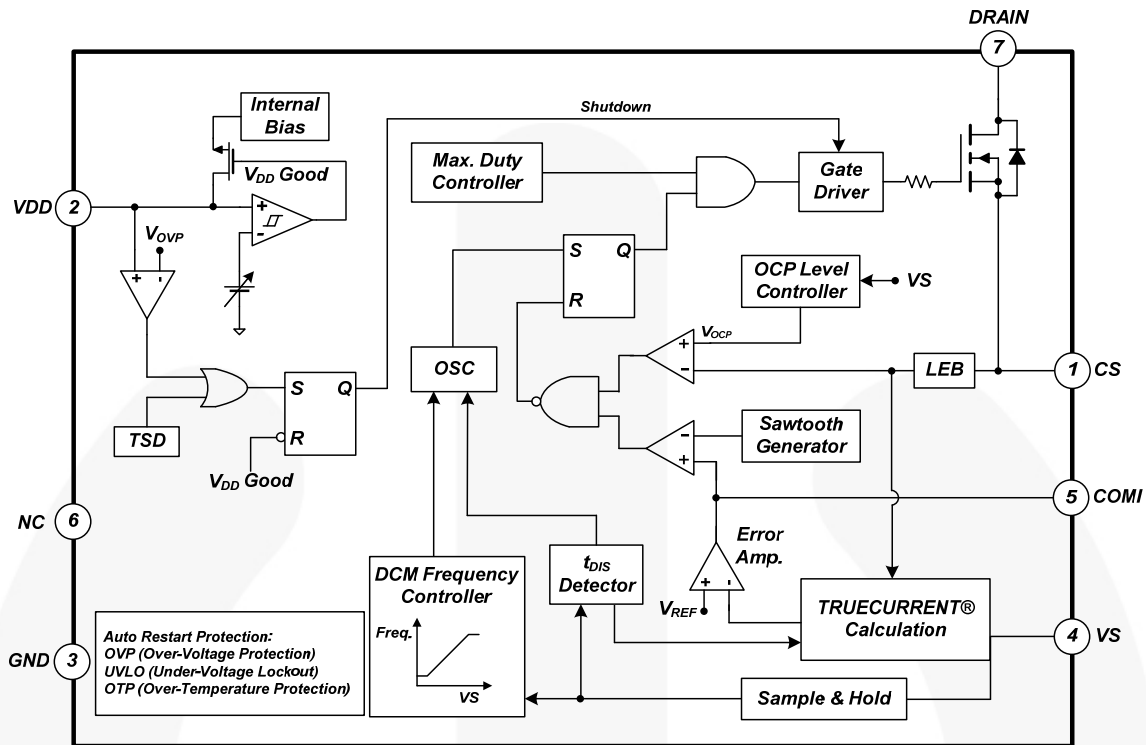 DRAIN
7
Internal
Bias
Shutdown
VDD Good
Max. Duty
Controller
Gate
Driver
VDD
2
VOVP
+
-
+
-
S
Q
R
OCP Level
Controller
VS
VOCP
+
-
OSC
LEB
1
CS
TSD
S
Q
R
VDD Good
-
+
Sawtooth
Generator
5
COMI
NC
6
Error
Amp.
+
-
VREF
tDIS
Detector
DCM Frequency
Controller
Freq.
VS
TRUECURRENT®
Calculation
4
VS
GND
3
Auto Restart Protection:
OVP (Over-Voltage Protection)
UVLO (Under-Voltage Lockout)
OTP (Over-Temperature Protection)
Sample & Hold